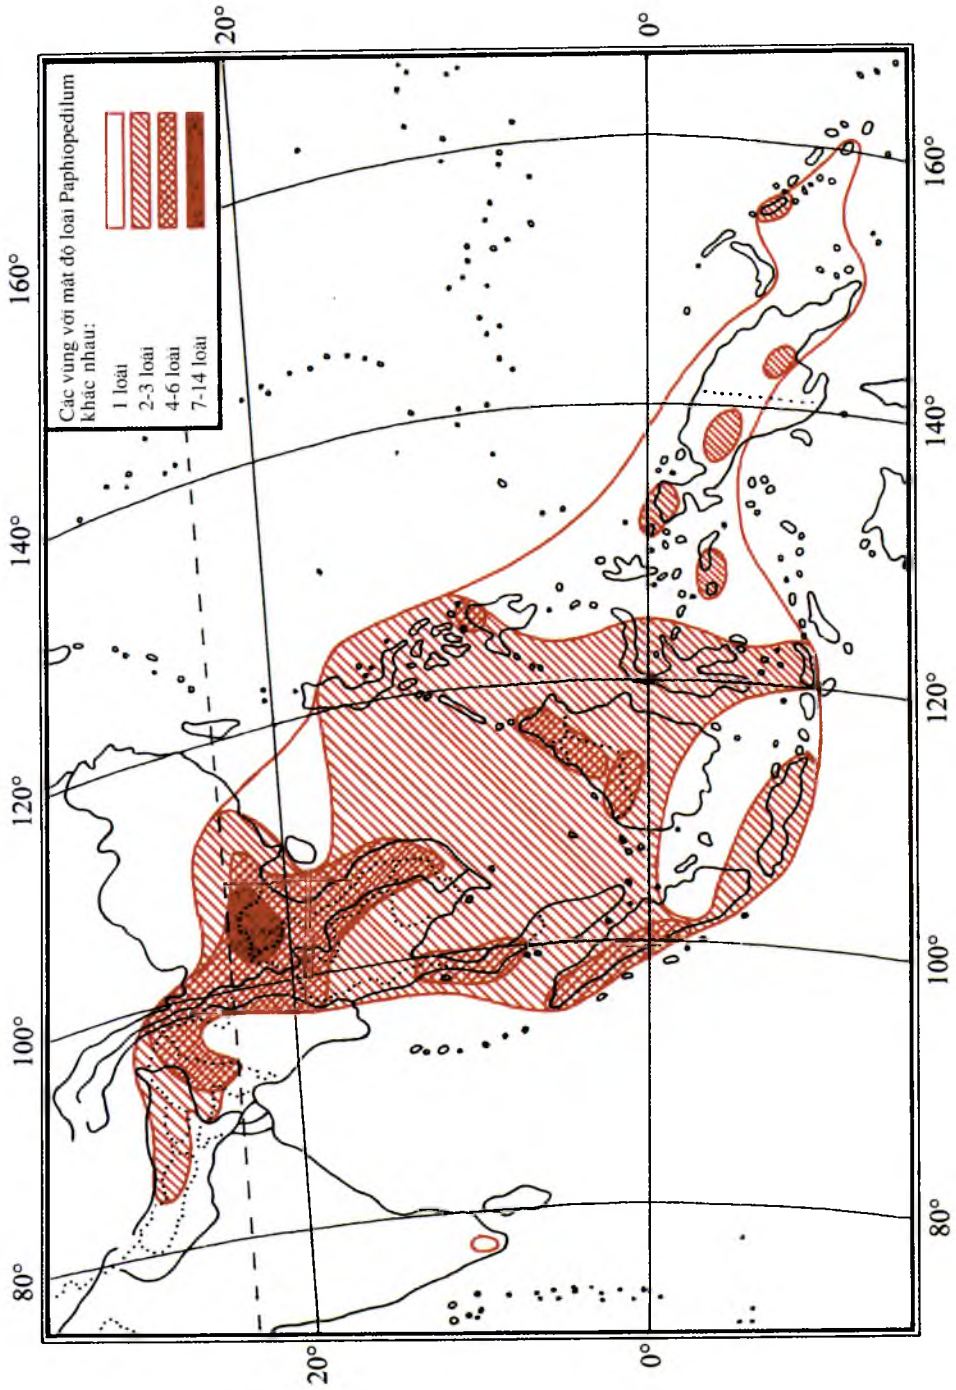 Các vùng với mật độ loài Paphiopedilum
khác nhau:
1 loài
2-3 loài
4-6 loài
7-14 loài
80°
100°
120°
140°
160°
20°
0°
20°
0°
80°
100°
120°
140°
160°